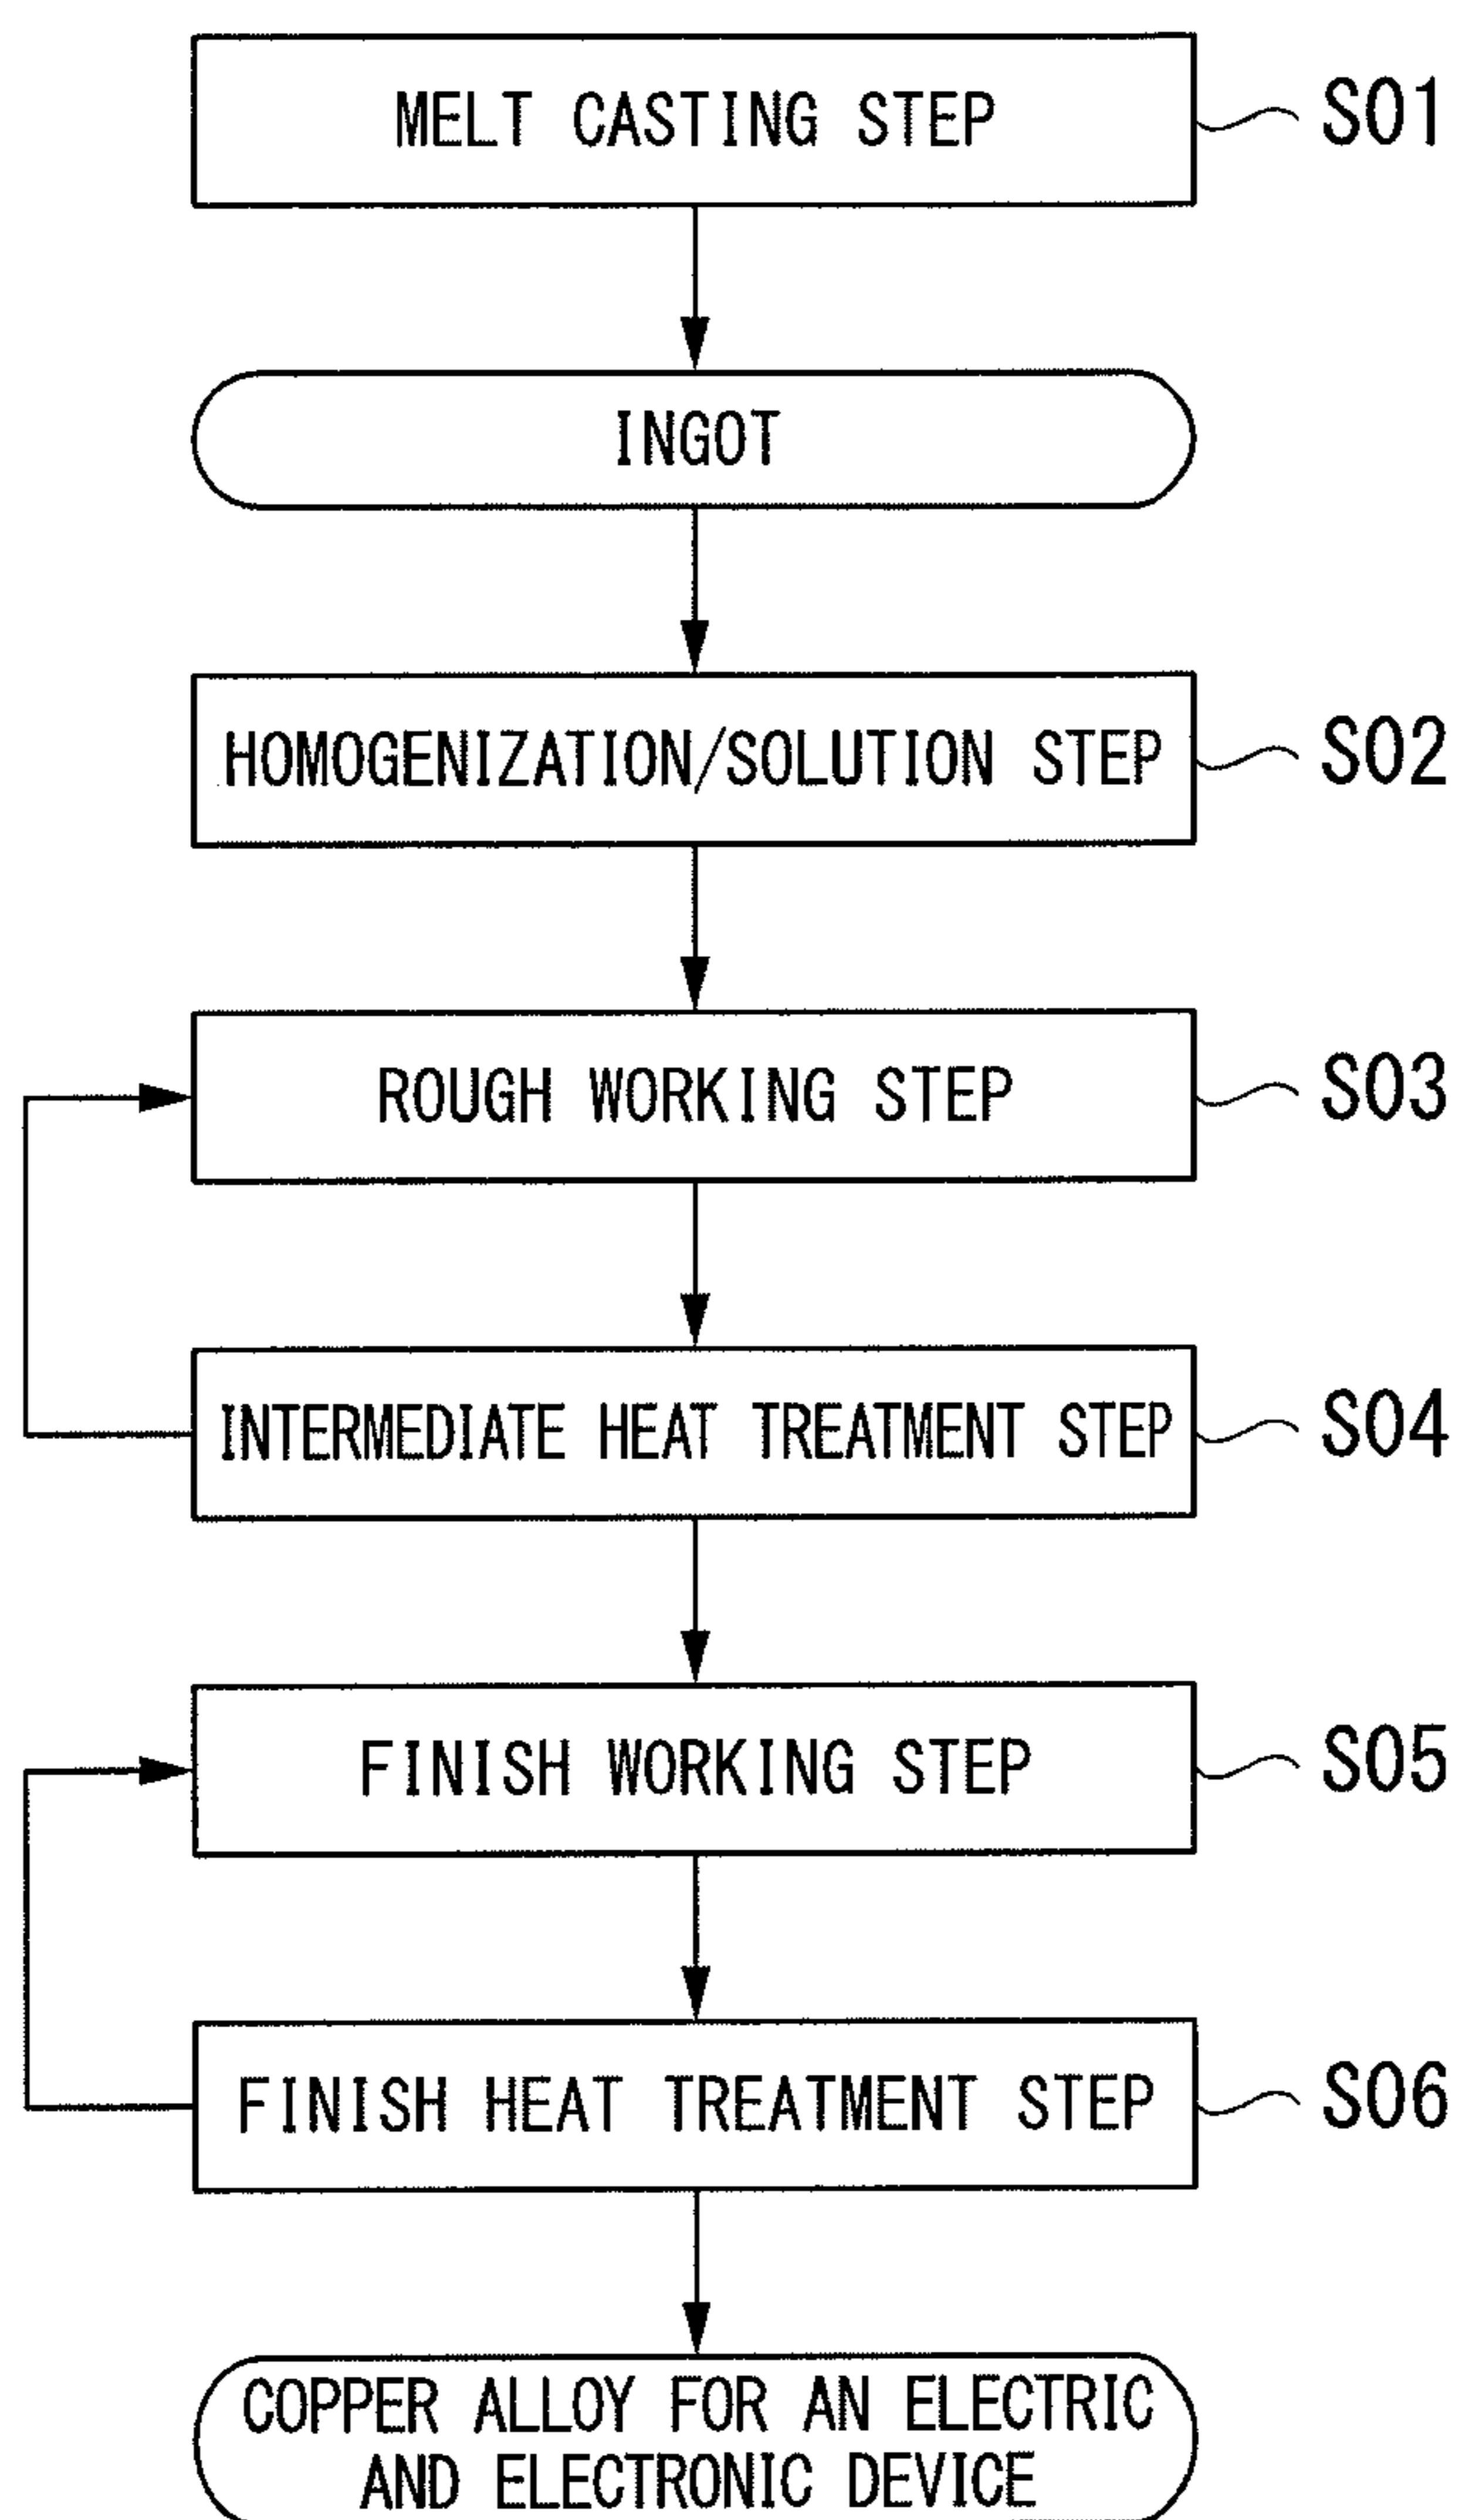 MELT CASTING STEP S01
INGOT
HOMOGENIZATION/SOLUTION STEP S02
ROUGH WORKING STEP S03
INTERMEDIATE HEAT TREATMENT STEP S04
FINISH WORKING STEP S05
FINISH HEAT TREATMENT STEP S06
COPPER ALLOY FOR AN ELECTRIC
AND ELECTRONIC DEVICE